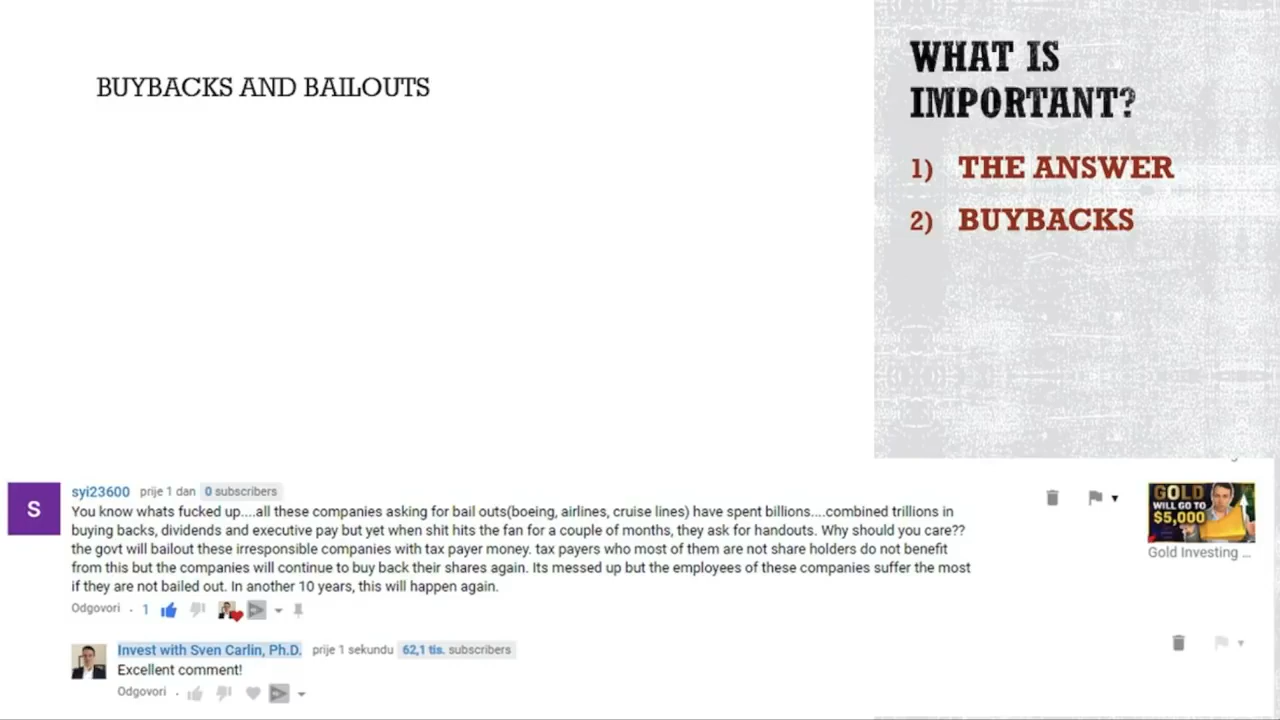 BUYBACKS AND BAILOUTS
WHAT IS
IMPORTANT?
1) THE ANSWER
2) BUYBACKS
S
syi23600 prije 1 dan 0 subscribers
You know whats fucked up....all these companies asking for bail outs(boeing, airlines, cruise lines) have spent billions....combined trillions in
buying backs, dividends and executive pay but yet when shit hits the fan for a couple of months, they ask for handouts. Why should you care??
the govt will bailout these irresponsible companies with tax payer money. tax payers who most of them are not share holders do not benefit
from this but the companies will continue to buy back their shares again. Its messed up but the employees of these companies suffer the most
if they are not bailed out. In another 10 years, this will happen again.
Odgovori · 1
GOLD
WILL GO TO
$5,000
Gold Investing ...
Invest with Sven Carlin, Ph.D. prije 1 sekundu 62,1 tis. subscribers
Excellent comment!
Odgovori ·